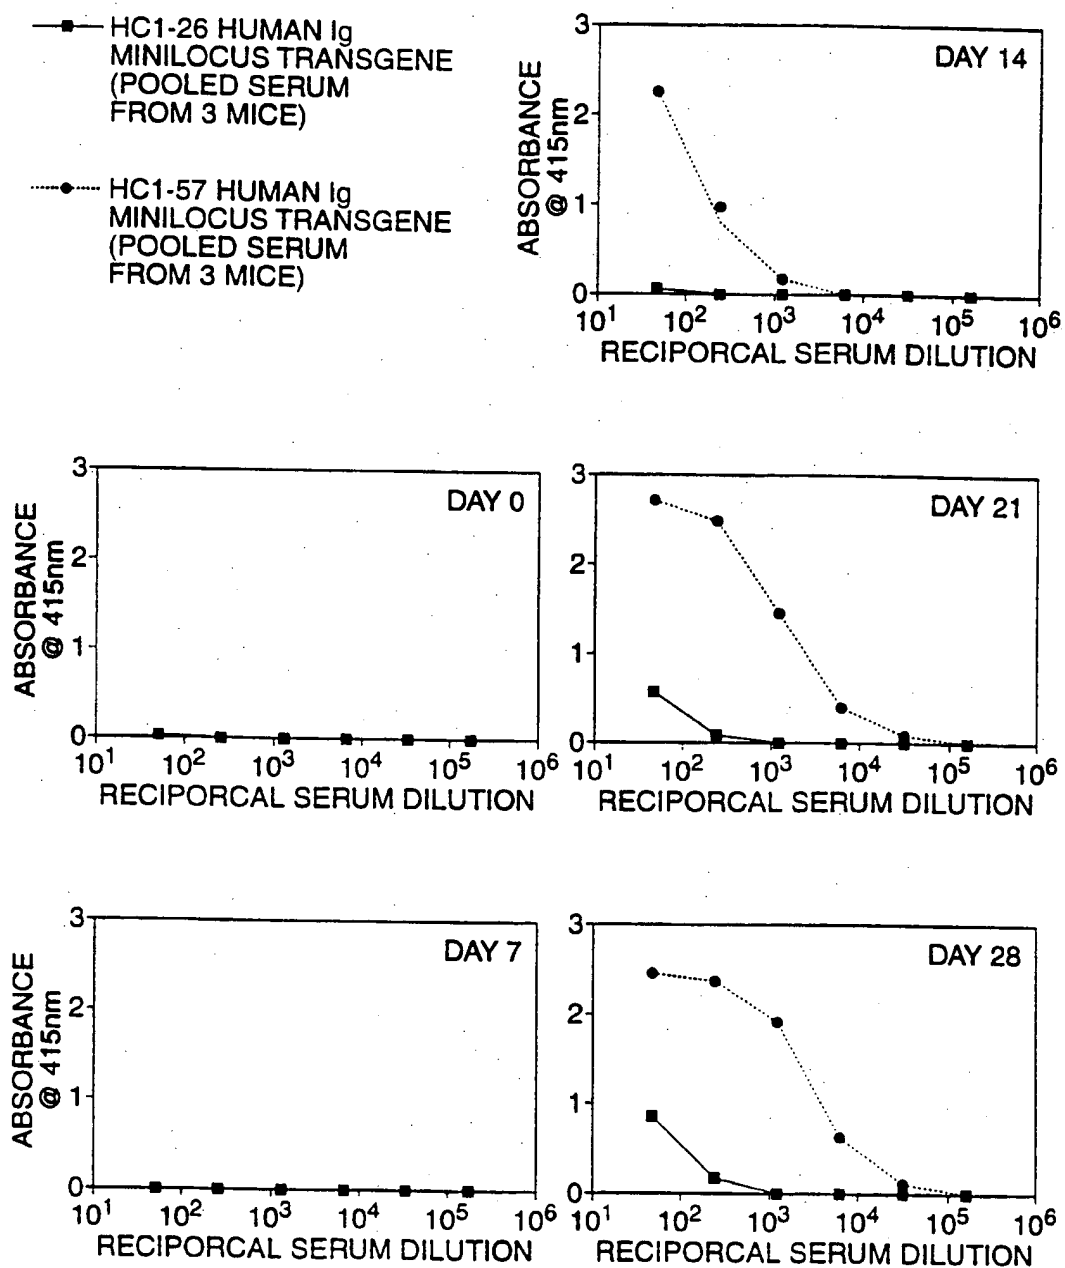 HC1-26 HUMAN Ig
MINILOCUS TRANSGENE
(POOLED SERUM
FROM 3 MICE)
HC1-57 HUMAN Ig
MINILOCUS TRANSGENE
(POOLED SERUM
FROM 3 MICE)
DAY 14
ABSORBANCE
@ 415nm
3
2
1
0
10¹ 10² 10³ 10⁴ 10⁵ 10⁶
RECIPORCAL SERUM DILUTION
DAY 0
ABSORBANCE
@ 415nm
3
2
1
0
10¹ 10² 10³ 10⁴ 10⁵ 10⁶
RECIPORCAL SERUM DILUTION
DAY 21
3
2
1
0
10¹ 10² 10³ 10⁴ 10⁵ 10⁶
RECIPORCAL SERUM DILUTION
DAY 7
ABSORBANCE
@ 415nm
3
2
1
0
10¹ 10² 10³ 10⁴ 10⁵ 10⁶
RECIPORCAL SERUM DILUTION
DAY 28
3
2
1
0
10¹ 10² 10³ 10⁴ 10⁵ 10⁶
RECIPORCAL SERUM DILUTION